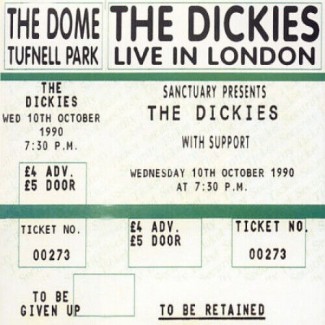 THE DOME
TUFNELL PARK
THE DICKIES
LIVE IN LONDON
THE
DICKIES
WED 10TH OCTOBER
1990
7:30 P.M.
£4 ADV.
£5 DOOR
SANCTUARY PRESENTS
THE DICKIES
WITH SUPPORT
WEDNESDAY 10TH OCTOBER 1990
AT 7:30 P.M.
TICKET NO.
00273
£4 ADV.
£5 DOOR
TICKET NO.
00273
TO BE
GIVEN UP
TO BE RETAINED